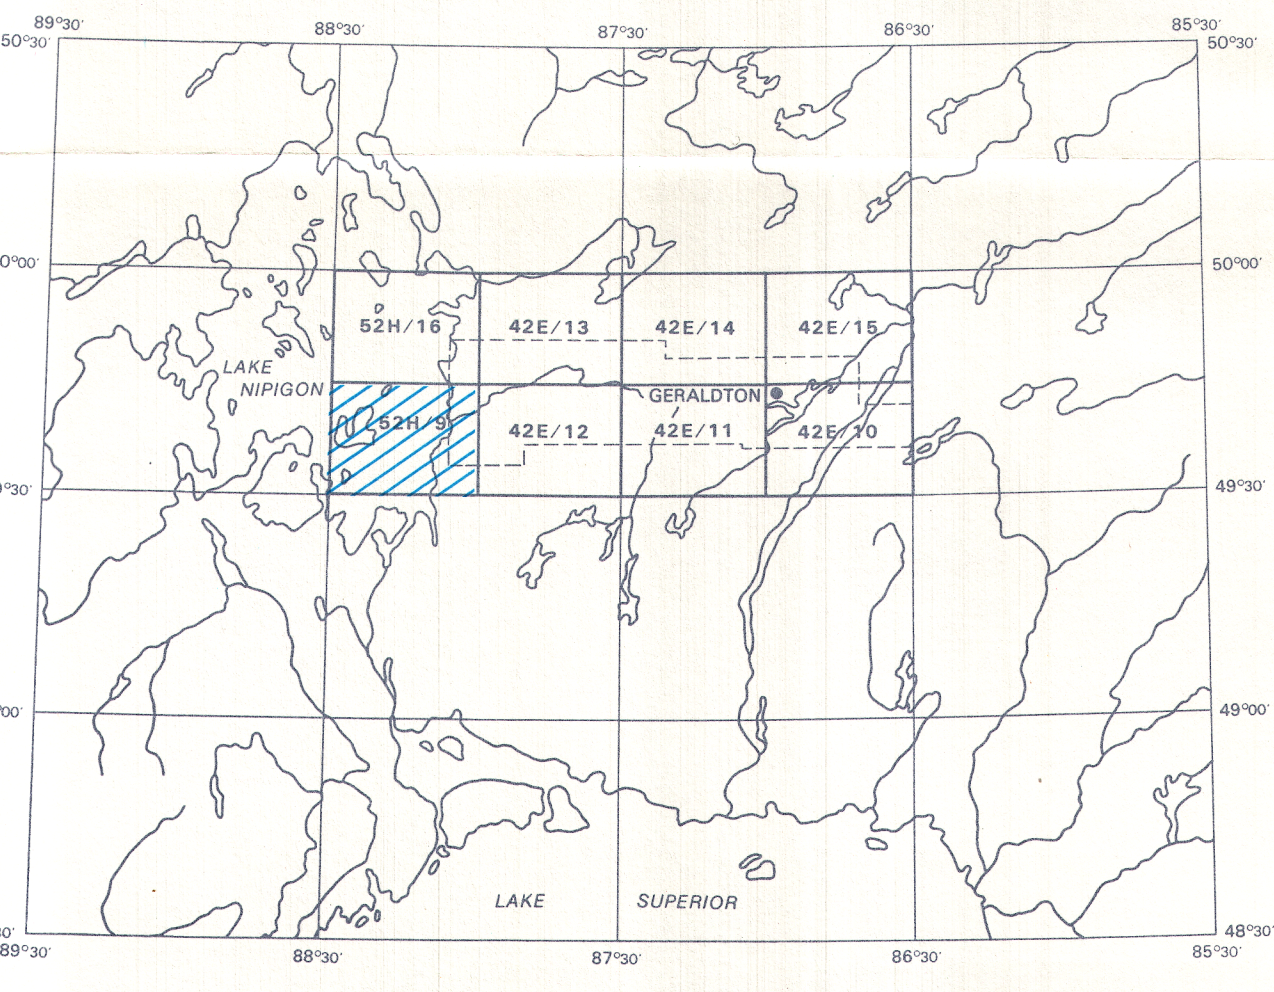 89°30′ 88°30′ 87°30′ 86°30′ 85°30′
50°30′ 50°30′
0°00′ 50°00′
52H/16 42E/13 42E/14 42E/15
LAKE
NIPIGON GERALDTON
52H/9 42E/12 42E/11 42E/10
9°30′ 49°30′
00′ 49°00′
LAKE SUPERIOR
30′ 48°30′
89°30′ 88°30′ 87°30′ 86°30′ 85°30′